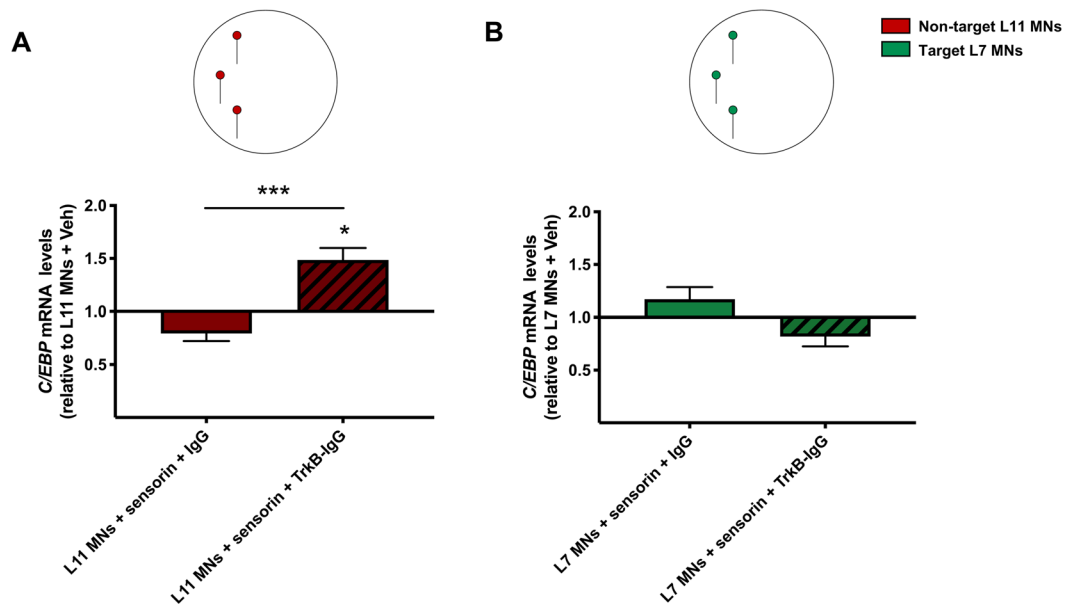 A
B
Non-target L11 MNs
Target L7 MNs
C/EBP mRNA levels
(relative to L11 MNs + Veh)
2.0
1.5
1.0
0.5
***
*
L11 MNs + sensorin + IgG
L11 MNs + sensorin + TrkB-IgG
C/EBP mRNA levels
(relative to L7 MNs + Veh)
2.0
1.5
1.0
0.5
L7 MNs + sensorin + IgG
L7 MNs + sensorin + TrkB-IgG